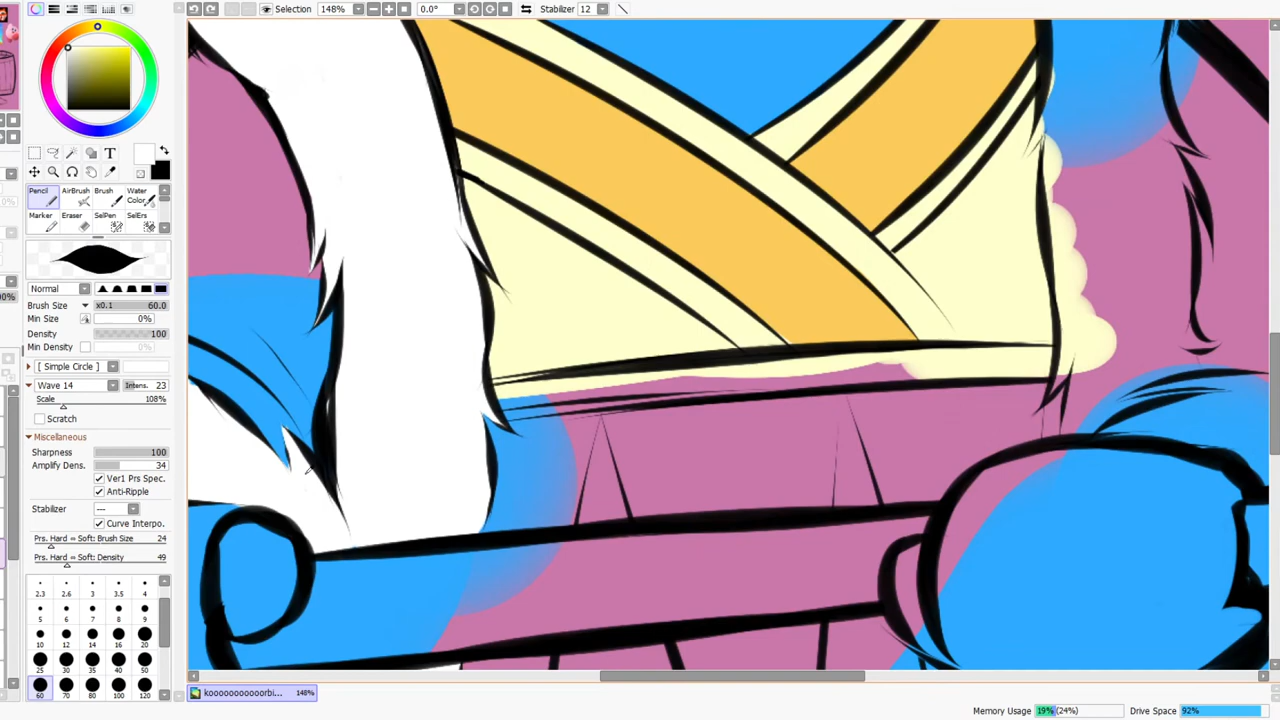 Selection 148% 0.0° Stabilizer 12
T
Pencil AirBrush Brush Water Color
Marker Eraser SelPen SelErs
Normal
Brush Size x0.1 60.0
Min Size 0%
Density 100
Min Density 0%
[ Simple Circle ]
Wave 14 Intens. 23
Scale 108%
Scratch
Miscellaneous
Sharpness 100
Amplify Dens. 34
Ver1 Prs Spec.
Anti-Ripple
Stabilizer ---
Curve Interpo.
Prs. Hard ⇔ Soft: Brush Size 24
Prs. Hard ⇔ Soft: Density 49
2.3 2.6 3 3.5 4
5 6 7 8 9
10 12 14 16 20
25 30 35 40 50
60 70 80 100 120
kooooooooooorbi... 148%
Memory Usage 19% (24%) Drive Space 92%